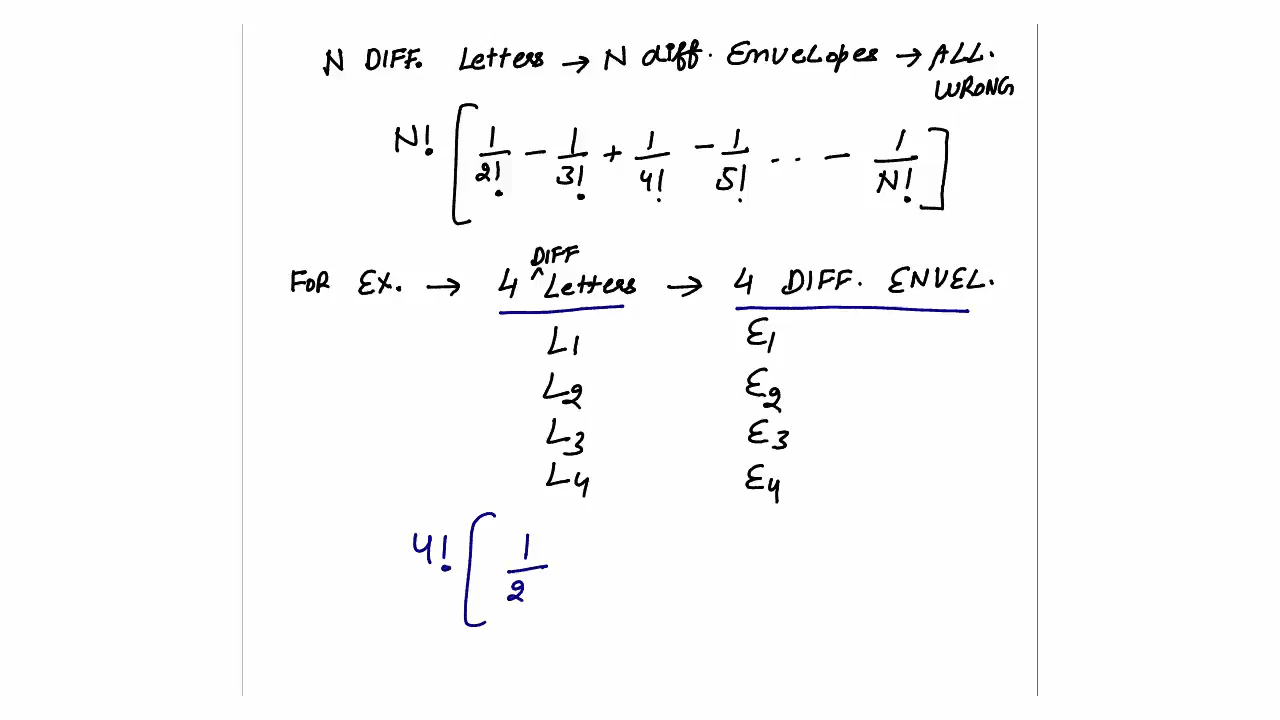 N DIFF. Letters → N diff. Envelopes → ALL.
WRONG
N! [ 1/2! - 1/3! + 1/4! - 1/5! ... - 1/N! ]
DIFF
FOR EX. → 4 ^ Letters → 4 DIFF. ENVEL.
L1 E1
L2 E2
L3 E3
L4 E4
4! [ 1/2